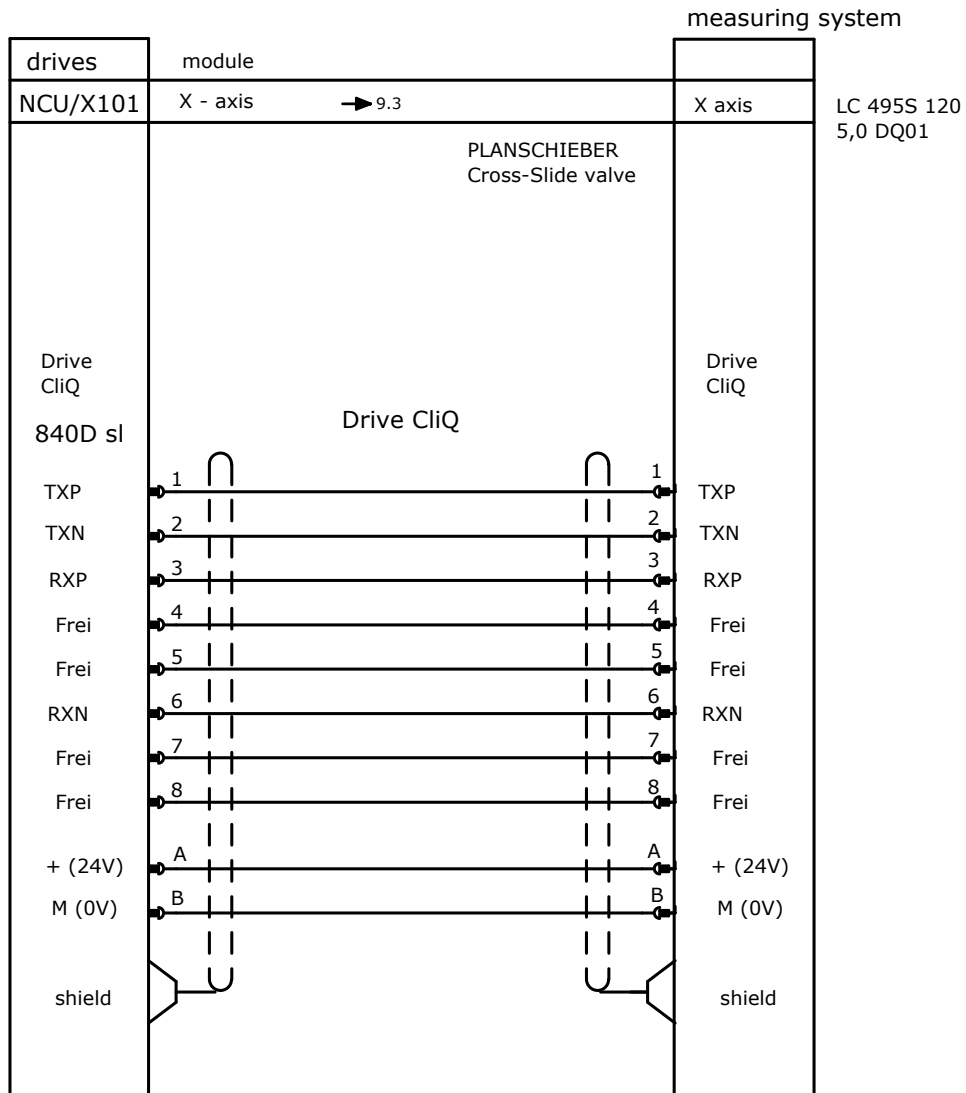 measuring system
drives
module
NCU/X101
X - axis
9.3
X axis
LC 495S 120
5,0 DQ01
PLANSCHIEBER
Cross-Slide valve
Drive
CliQ
Drive
CliQ
840D sl
Drive CliQ
TXP 1 1 TXP
TXN 2 2 TXN
RXP 3 3 RXP
Frei 4 4 Frei
Frei 5 5 Frei
RXN 6 6 RXN
Frei 7 7 Frei
Frei 8 8 Frei
+ (24V) A A + (24V)
M (0V) B B M (0V)
shield shield